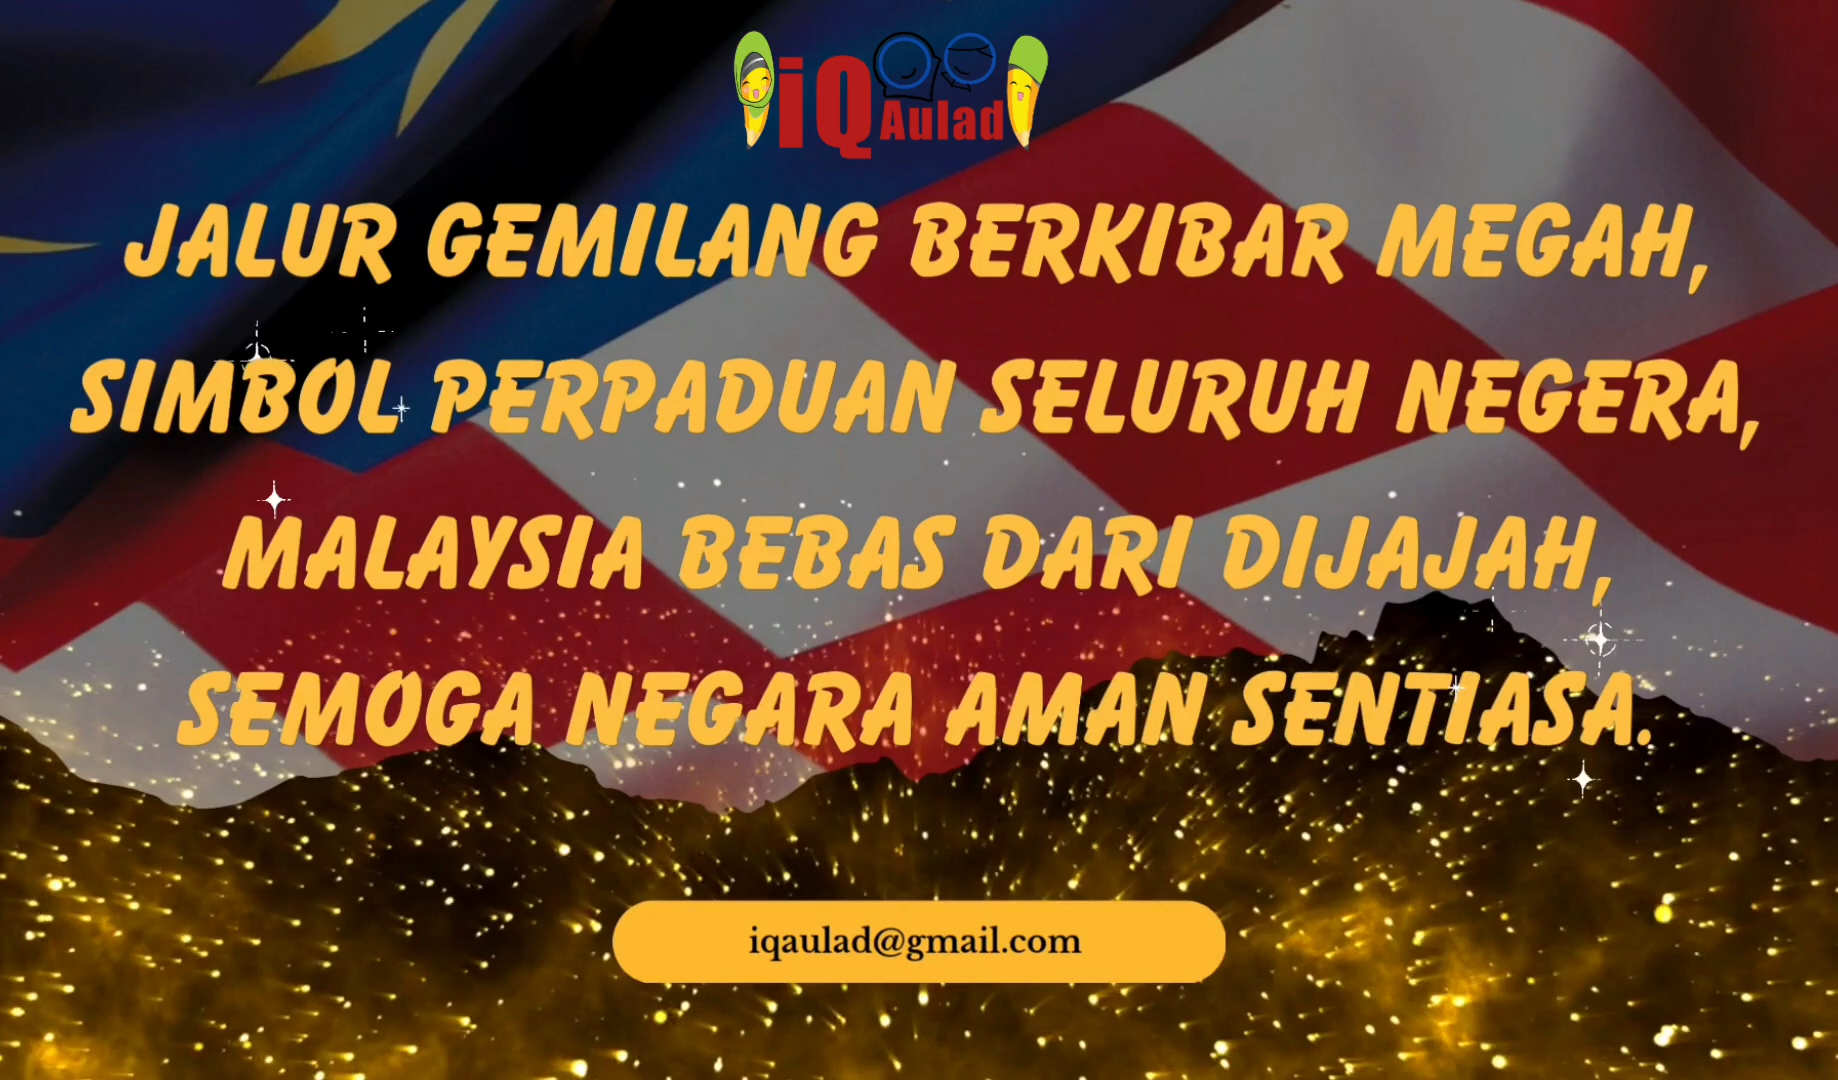 iQ Aulad
JALUR GEMILANG BERKIBAR MEGAH,
SIMBOL PERPADUAN SELURUH NEGERA,
MALAYSIA BEBAS DARI DIJAJAH,
SEMOGA NEGARA AMAN SENTIASA.
iqaulad@gmail.com